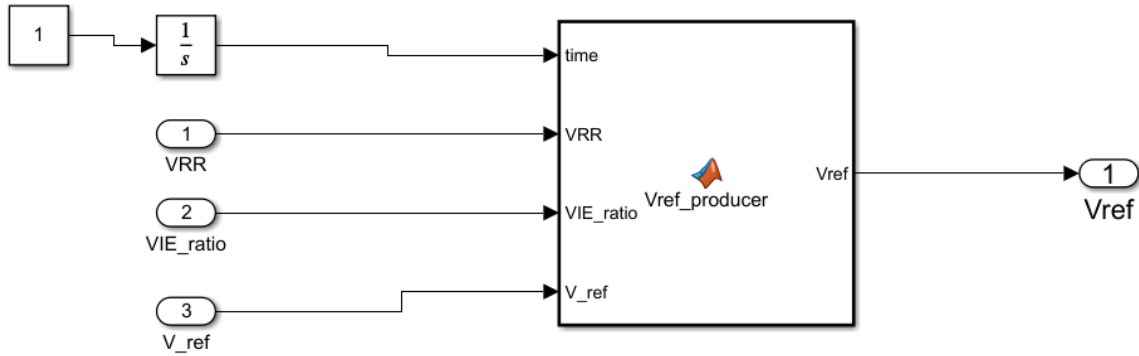 1
1
s
time
1
VRR
VRR
2
VIE_ratio
VIE_ratio
3
V_ref
V_ref
Vref_producer
Vref
1
Vref